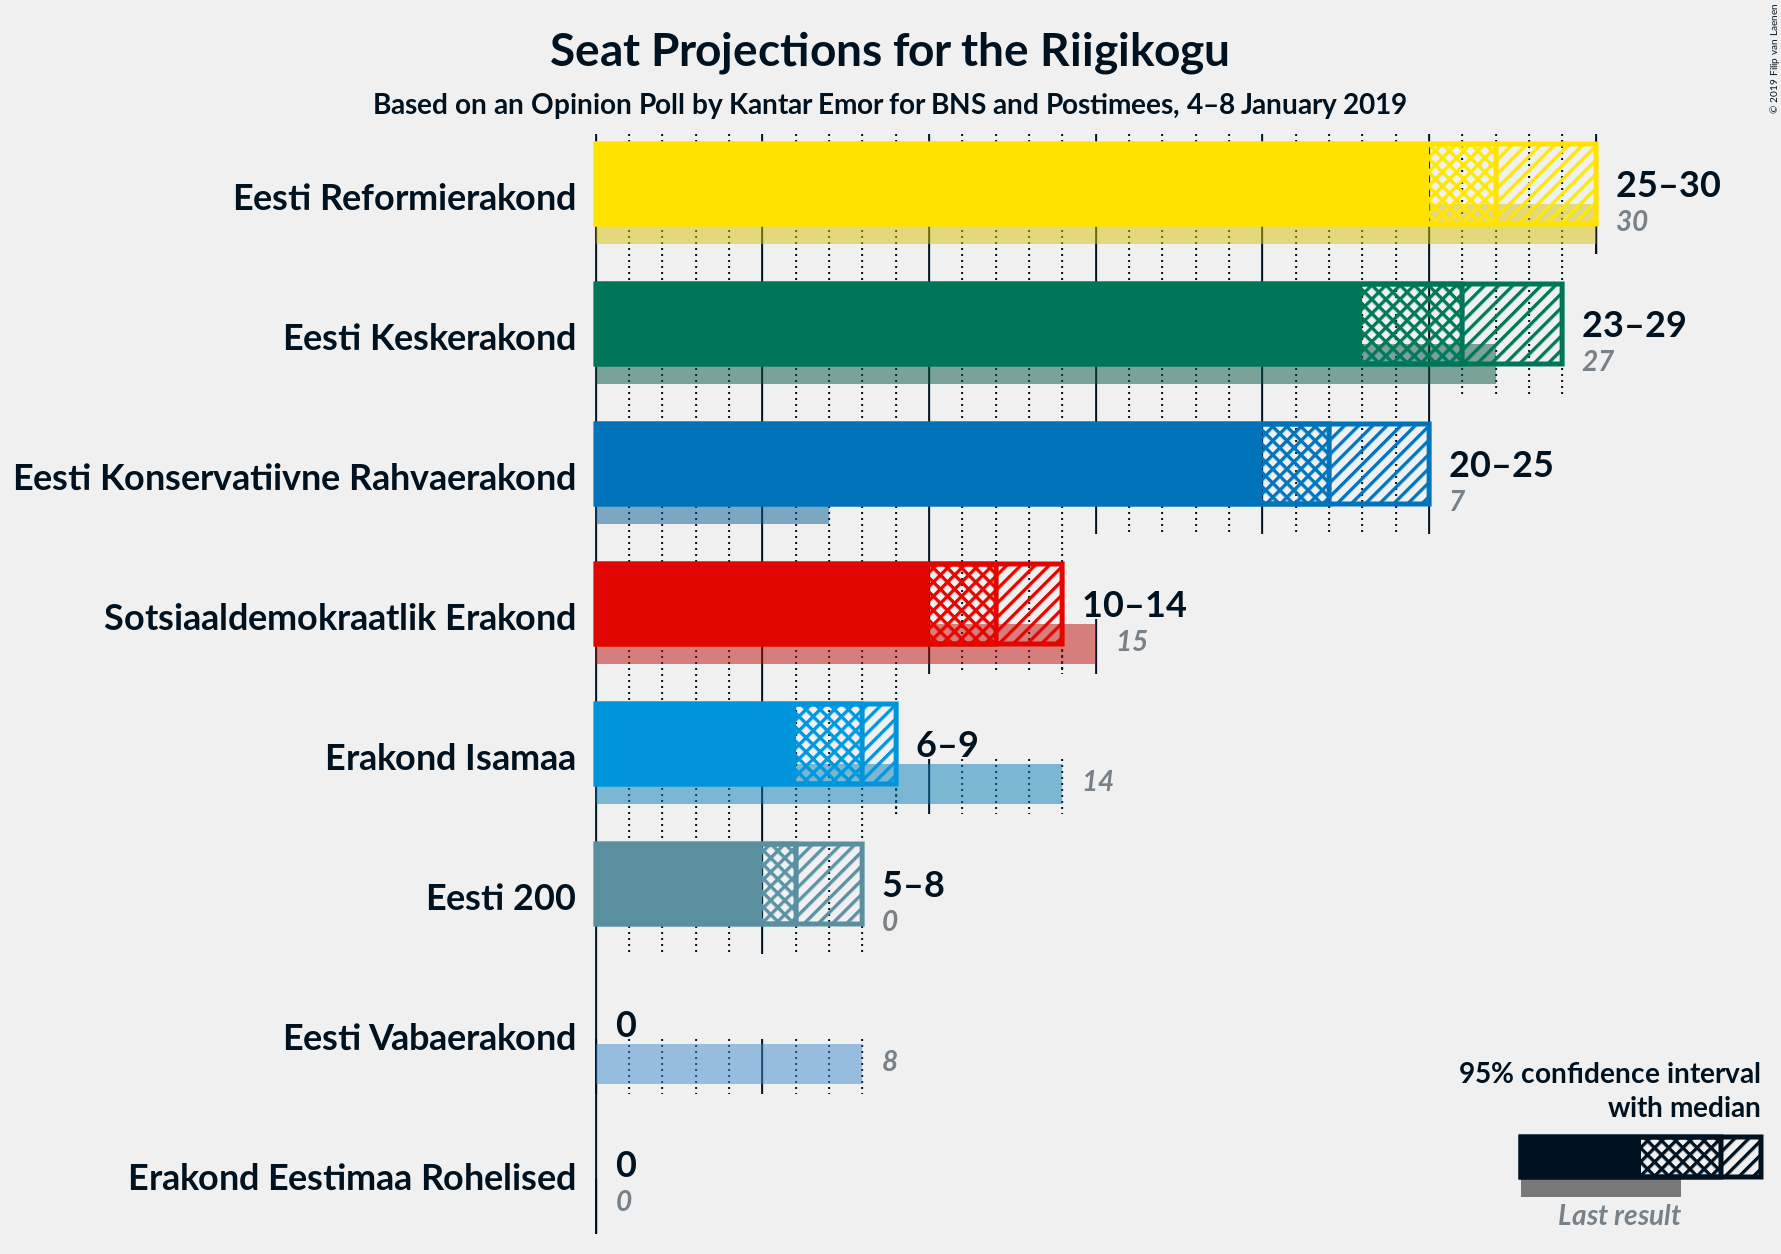 Seat Projections for the Riigikogu
Based on an Opinion Poll by Kantar Emor for BNS and Postimees, 4–8 January 2019
© 2019 Filip van Laenen
Eesti Reformierakond
25–30
30
Eesti Keskerakond
23–29
27
Eesti Konservatiivne Rahvaerakond
20–25
7
Sotsiaaldemokraatlik Erakond
10–14
15
Erakond Isamaa
6–9
14
Eesti 200
5–8
0
Eesti Vabaerakond
0
8
Erakond Eestimaa Rohelised
0
0
95% confidence interval
with median
Last result